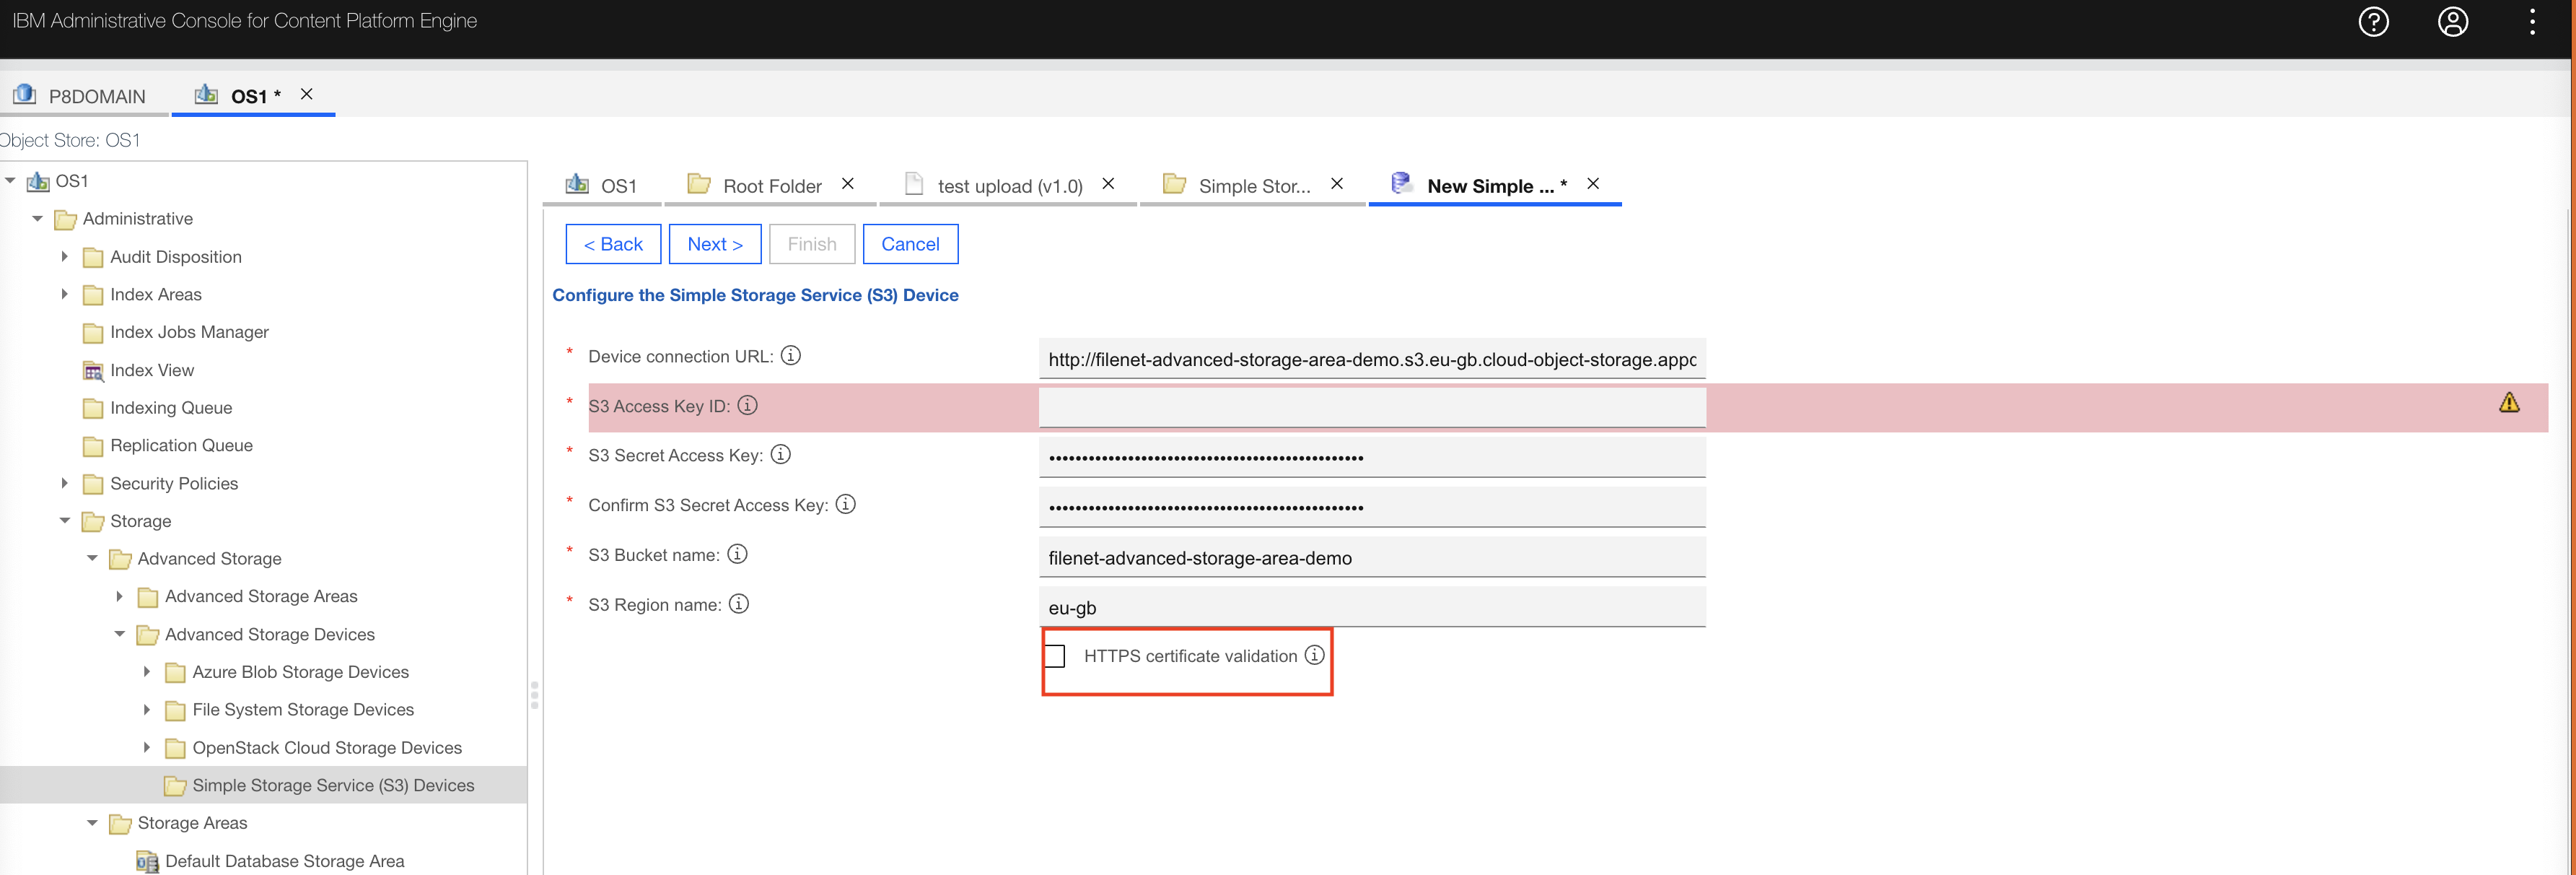 IBM Administrative Console for Content Platform Engine
P8DOMAIN
OS1 *
Object Store: OS1
OS1
Administrative
Audit Disposition
Index Areas
Index Jobs Manager
Index View
Indexing Queue
Replication Queue
Security Policies
Storage
Advanced Storage
Advanced Storage Areas
Advanced Storage Devices
Azure Blob Storage Devices
File System Storage Devices
OpenStack Cloud Storage Devices
Simple Storage Service (S3) Devices
Storage Areas
Default Database Storage Area
OS1
Root Folder
test upload (v1.0)
Simple Stor...
New Simple ... *
< Back
Next >
Finish
Cancel
Configure the Simple Storage Service (S3) Device
* Device connection URL: http://filenet-advanced-storage-area-demo.s3.eu-gb.cloud-object-storage.appc
* S3 Access Key ID:
* S3 Secret Access Key:
* Confirm S3 Secret Access Key:
* S3 Bucket name: filenet-advanced-storage-area-demo
* S3 Region name: eu-gb
HTTPS certificate validation